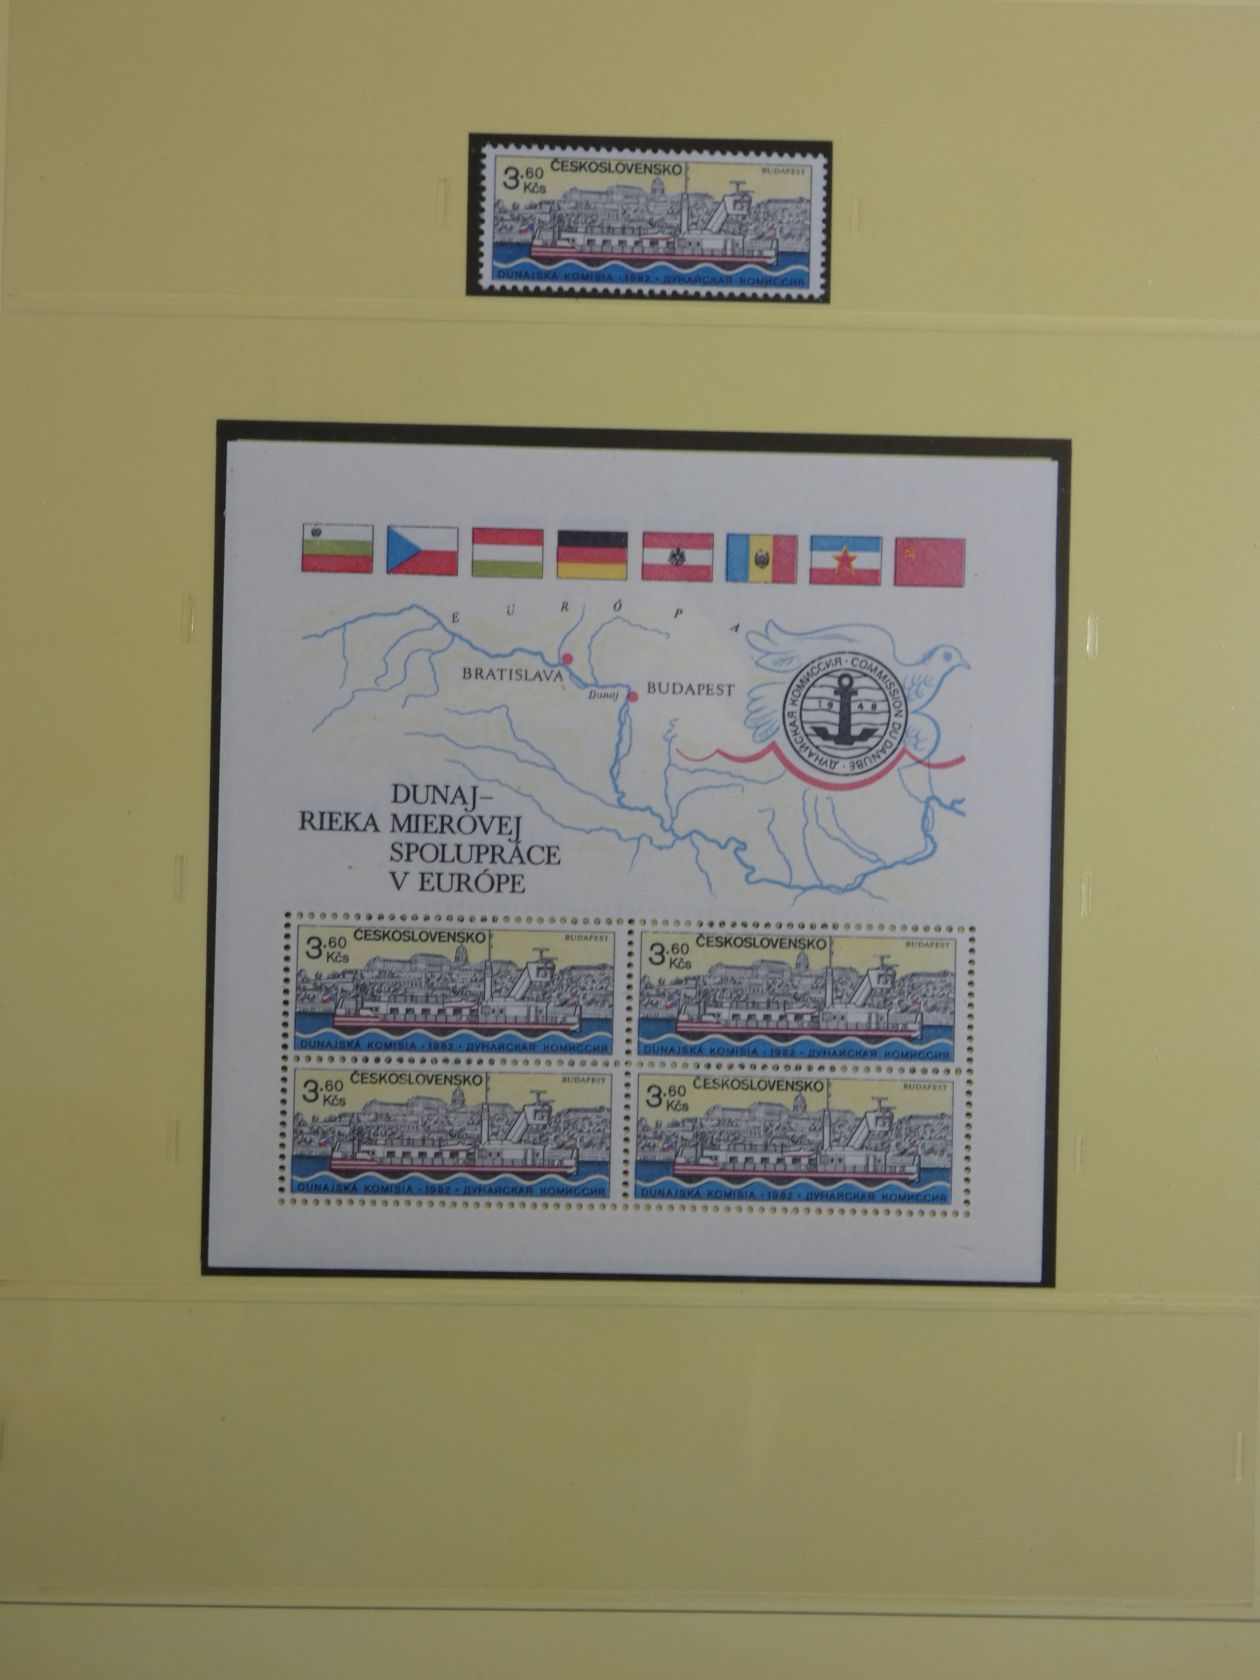 3.60 ČESKOSLOVENSKO BUDAPEST
Kčs
DUNAJSKÁ KOMISIA · 1982 · ДУНАЙСКАЯ КОМИССИЯ
E U R Ó P A
BRATISLAVA
Dunaj BUDAPEST
ДУНАЙСКАЯ КОМИССИЯ · COMMISSION DU DANUBE ·
1948
DUNAJ–
RIEKA MIEROVEJ
SPOLUPRÁCE
V EURÓPE
3.60 ČESKOSLOVENSKO BUDAPEST
Kčs
DUNAJSKÁ KOMISIA · 1982 · ДУНАЙСКАЯ КОМИССИЯ
3.60 ČESKOSLOVENSKO BUDAPEST
Kčs
DUNAJSKÁ KOMISIA · 1982 · ДУНАЙСКАЯ КОМИССИЯ
3.60 ČESKOSLOVENSKO BUDAPEST
Kčs
DUNAJSKÁ KOMISIA · 1982 · ДУНАЙСКАЯ КОМИССИЯ
3.60 ČESKOSLOVENSKO BUDAPEST
Kčs
DUNAJSKÁ KOMISIA · 1982 · ДУНАЙСКАЯ КОМИССИЯ